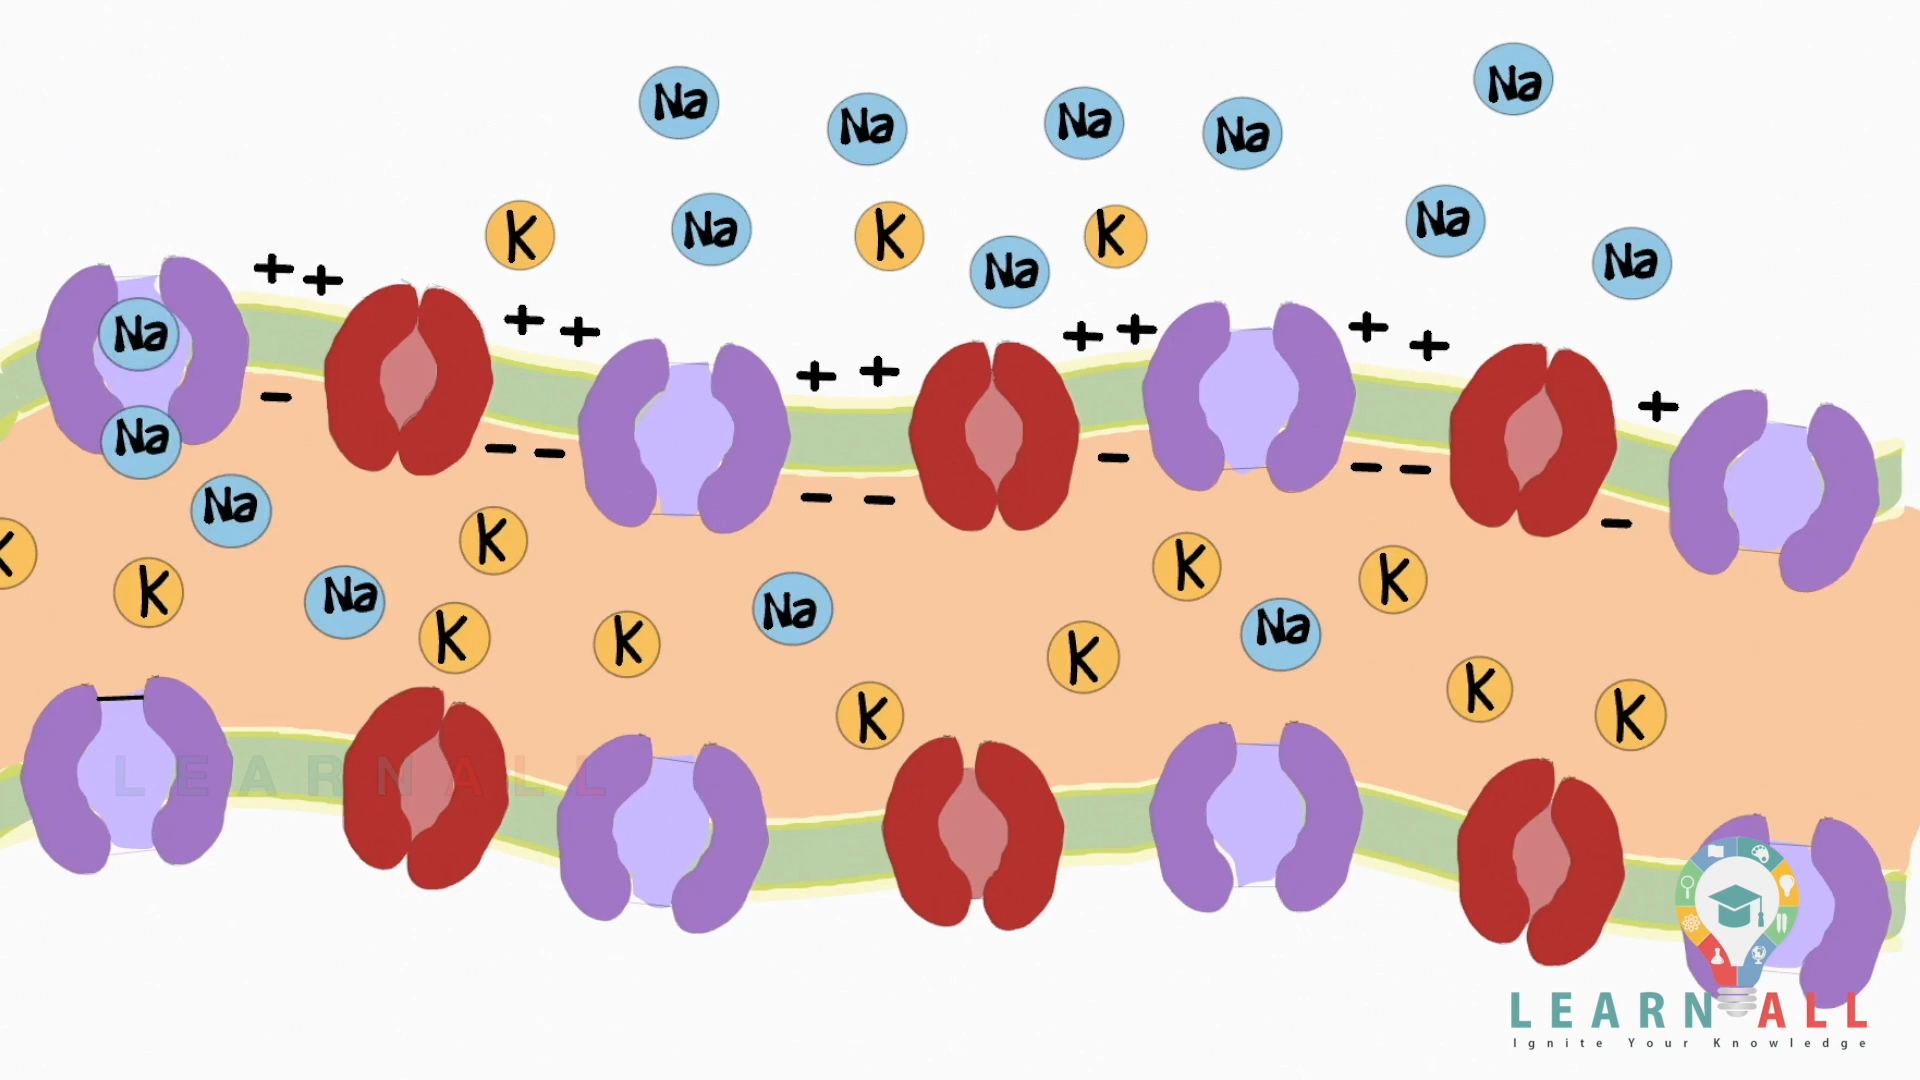 Na
Na
Na
Na
Na
K
Na
K
Na
K
Na
Na
+ + + + + + + + + + +
Na
Na
- - - - - - - - -
Na
K
K
K
Na
K
K
Na
K
K
Na
K
K
K
K
LEARNALL
LEARN ALL
Ignite Your Knowledge